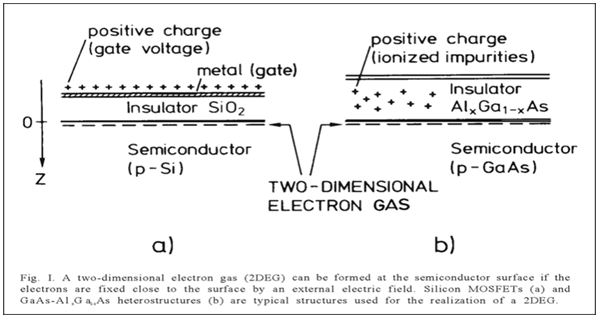 positive charge
(gate voltage)
metal (gate)
Insulator SiO₂
0
Z
Semiconductor
(p-Si)
a)
positive charge
(ionized impurities)
Insulator
AlₓGa₁₋ₓAs
Semiconductor
(p-GaAs)
TWO-DIMENSIONAL
ELECTRON GAS
b)
Fig. I. A two-dimensional electron gas (2DEG) can be formed at the semiconductor surface if the
electrons are fixed close to the surface by an external electric field. Silicon MOSFETs (a) and
GaAs-AlₓGa₁₋ₓAs heterostructures (b) are typical structures used for the realization of a 2DEG.